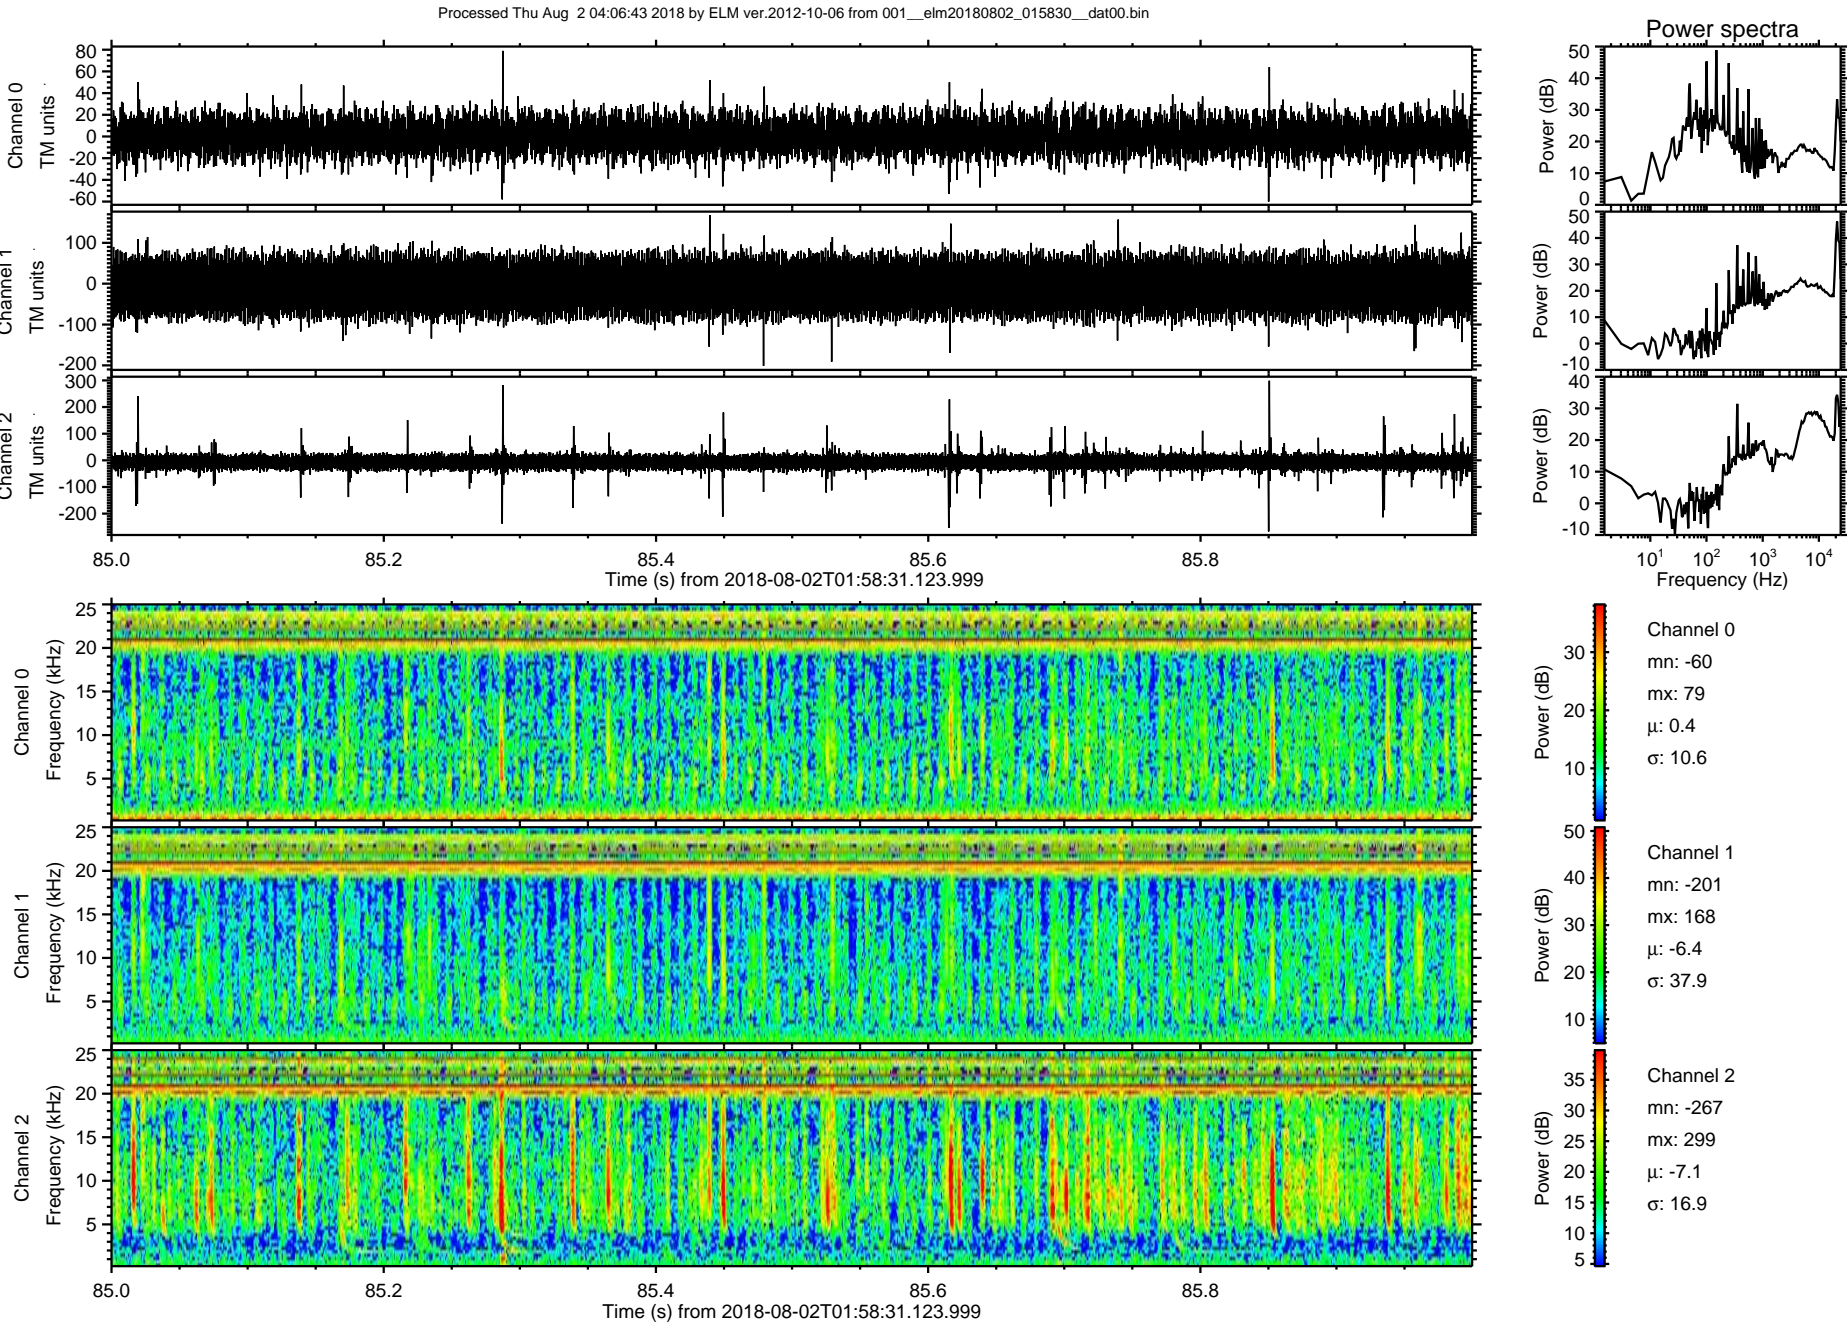 Processed Thu Aug  2 04:06:43 2018 by ELM ver.2012-10-06 from 001__elm20180802_015830__dat00.bin
Power spectra
Channel 0
TM units
80
60
40
20
0
-20
-40
-60
Power (dB)
50
40
30
20
10
0
Channel 1
TM units
100
0
-100
-200
Power (dB)
50
40
30
20
10
0
-10
Channel 2
TM units
300
200
100
0
-100
-200
Power (dB)
40
30
20
10
0
-10
85.0 85.2 85.4 85.6 85.8
Time (s) from 2018-08-02T01:58:31.123.999
10¹ 10² 10³ 10⁴
Frequency (Hz)
Channel 0
Frequency (kHz)
25
20
15
10
5
Power (dB)
30
20
10
Channel 0
mn: -60
mx: 79
μ: 0.4
σ: 10.6
Channel 1
Frequency (kHz)
25
20
15
10
5
Power (dB)
50
40
30
20
10
Channel 1
mn: -201
mx: 168
μ: -6.4
σ: 37.9
Channel 2
Frequency (kHz)
25
20
15
10
5
Power (dB)
35
30
25
20
15
10
5
Channel 2
mn: -267
mx: 299
μ: -7.1
σ: 16.9
85.0 85.2 85.4 85.6 85.8
Time (s) from 2018-08-02T01:58:31.123.999